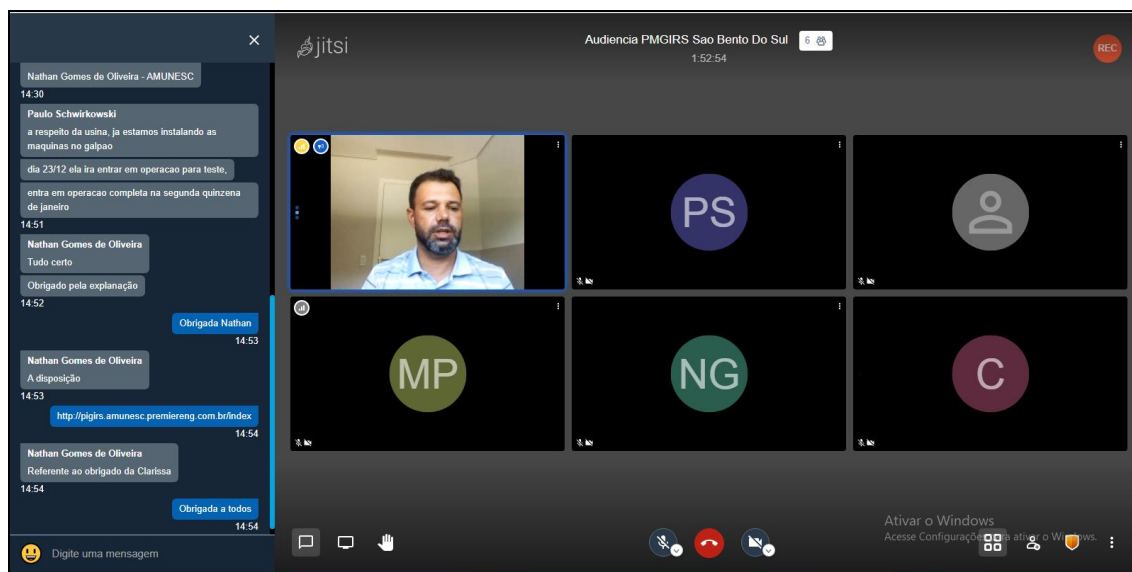 Nathan Gomes de Oliveira - AMUNESC
14:30
Paulo Schwirkowski
a respeito da usina, ja estamos instalando as
maquinas no galpao
dia 23/12 ela ira entrar em operacao para teste,
entra em operacao completa na segunda quinzena
de janeiro
14:51
Nathan Gomes de Oliveira
Tudo certo
Obrigado pela explanação
14:52
Obrigada Nathan
14:53
Nathan Gomes de Oliveira
A disposição
14:53
http://pigirs.amunesc.premiereng.com.br/index
14:54
Nathan Gomes de Oliveira
Referente ao obrigado da Clarissa
14:54
Obrigada a todos
14:54
Digite uma mensagem
jitsi
Audiencia PMGIRS Sao Bento Do Sul 6
1:52:54
REC
PS
MP
NG
C
Ativar o Windows
Acesse Configurações para ativar o Windows.